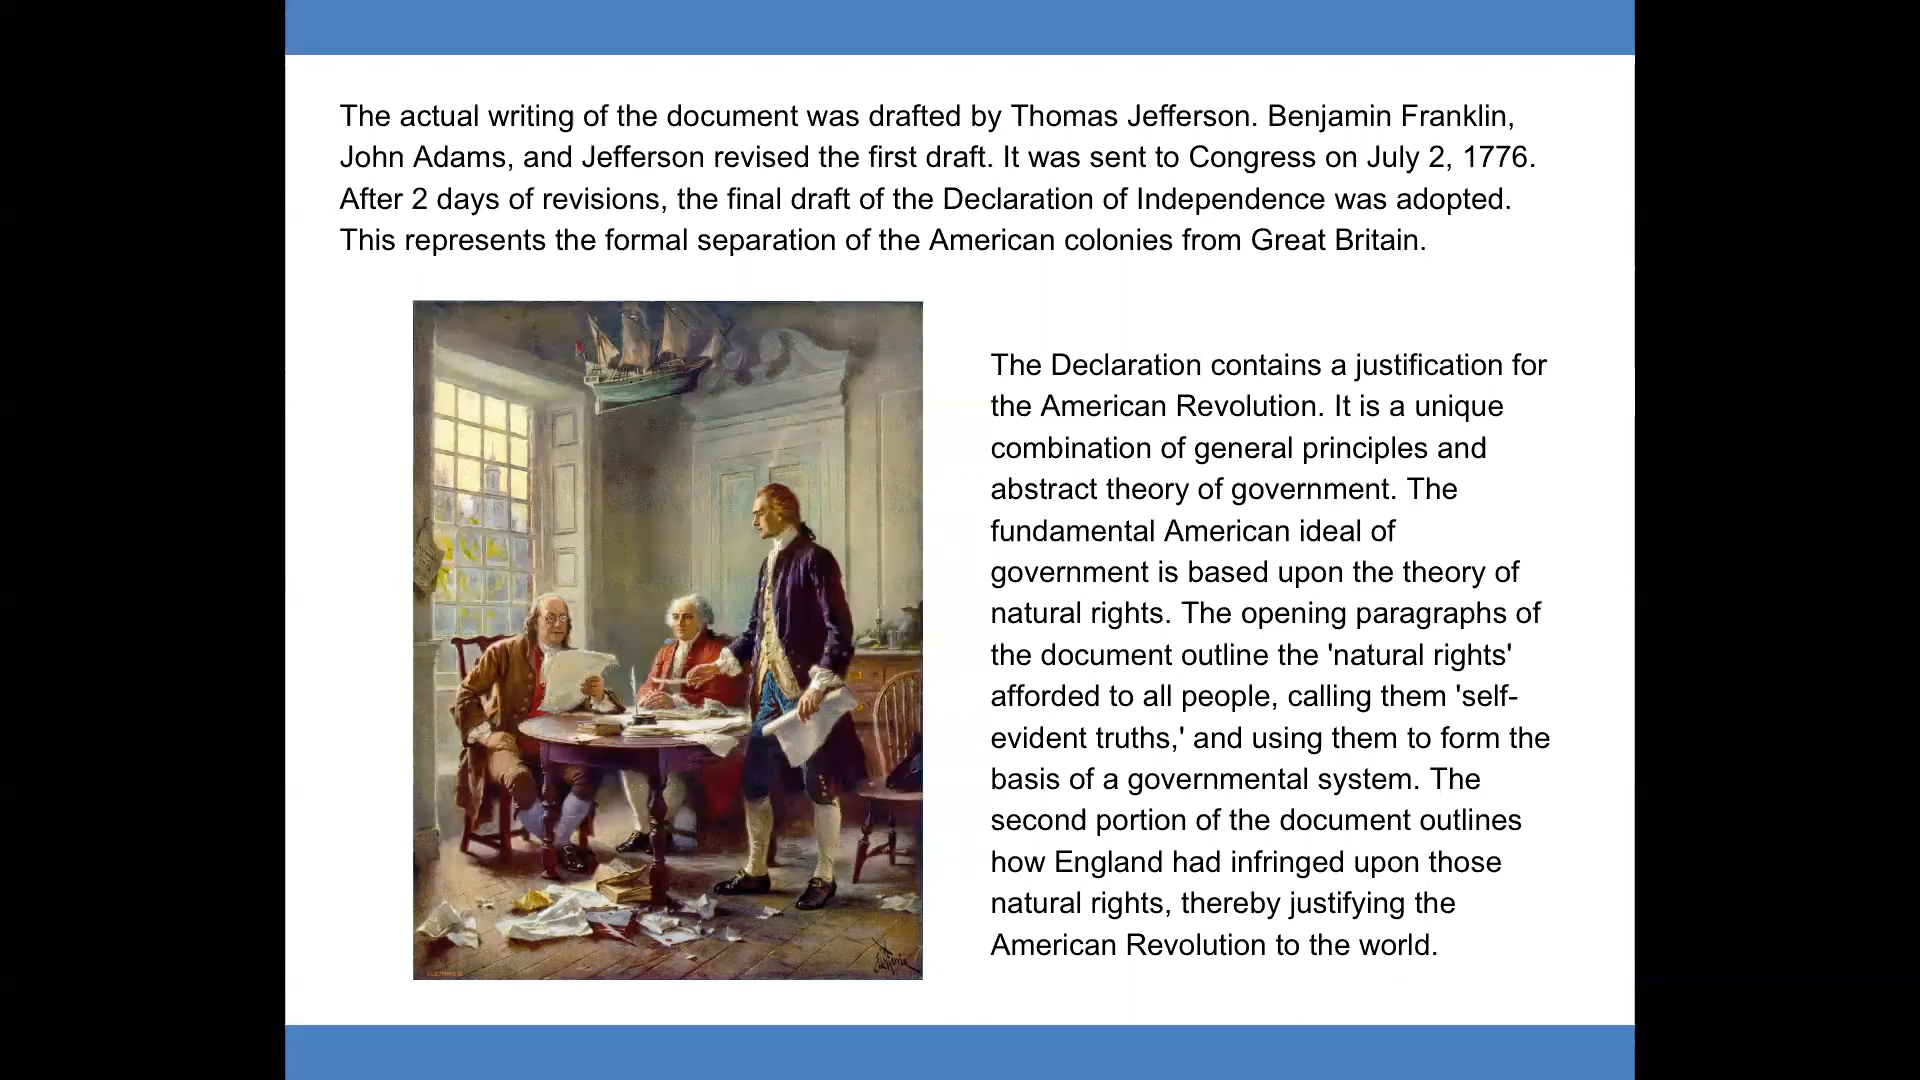 The actual writing of the document was drafted by Thomas Jefferson. Benjamin Franklin,
John Adams, and Jefferson revised the first draft. It was sent to Congress on July 2, 1776.
After 2 days of revisions, the final draft of the Declaration of Independence was adopted.
This represents the formal separation of the American colonies from Great Britain.
The Declaration contains a justification for
the American Revolution. It is a unique
combination of general principles and
abstract theory of government. The
fundamental American ideal of
government is based upon the theory of
natural rights. The opening paragraphs of
the document outline the 'natural rights'
afforded to all people, calling them 'self-
evident truths,' and using them to form the
basis of a governmental system. The
second portion of the document outlines
how England had infringed upon those
natural rights, thereby justifying the
American Revolution to the world.